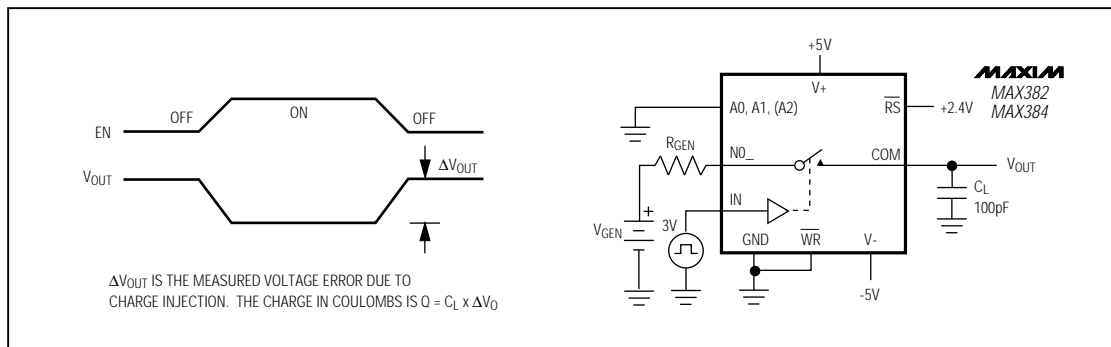 OFF
ON
OFF
EN
VOUT
ΔVOUT
ΔVOUT IS THE MEASURED VOLTAGE ERROR DUE TO
CHARGE INJECTION. THE CHARGE IN COULOMBS IS Q = CL x ΔVO
+5V
V+
MAXIM
MAX382
MAX384
A0, A1, (A2)
RS
+2.4V
RGEN
N0_
COM
VOUT
CL
100pF
IN
+
VGEN
3V
GND
WR
V-
-5V